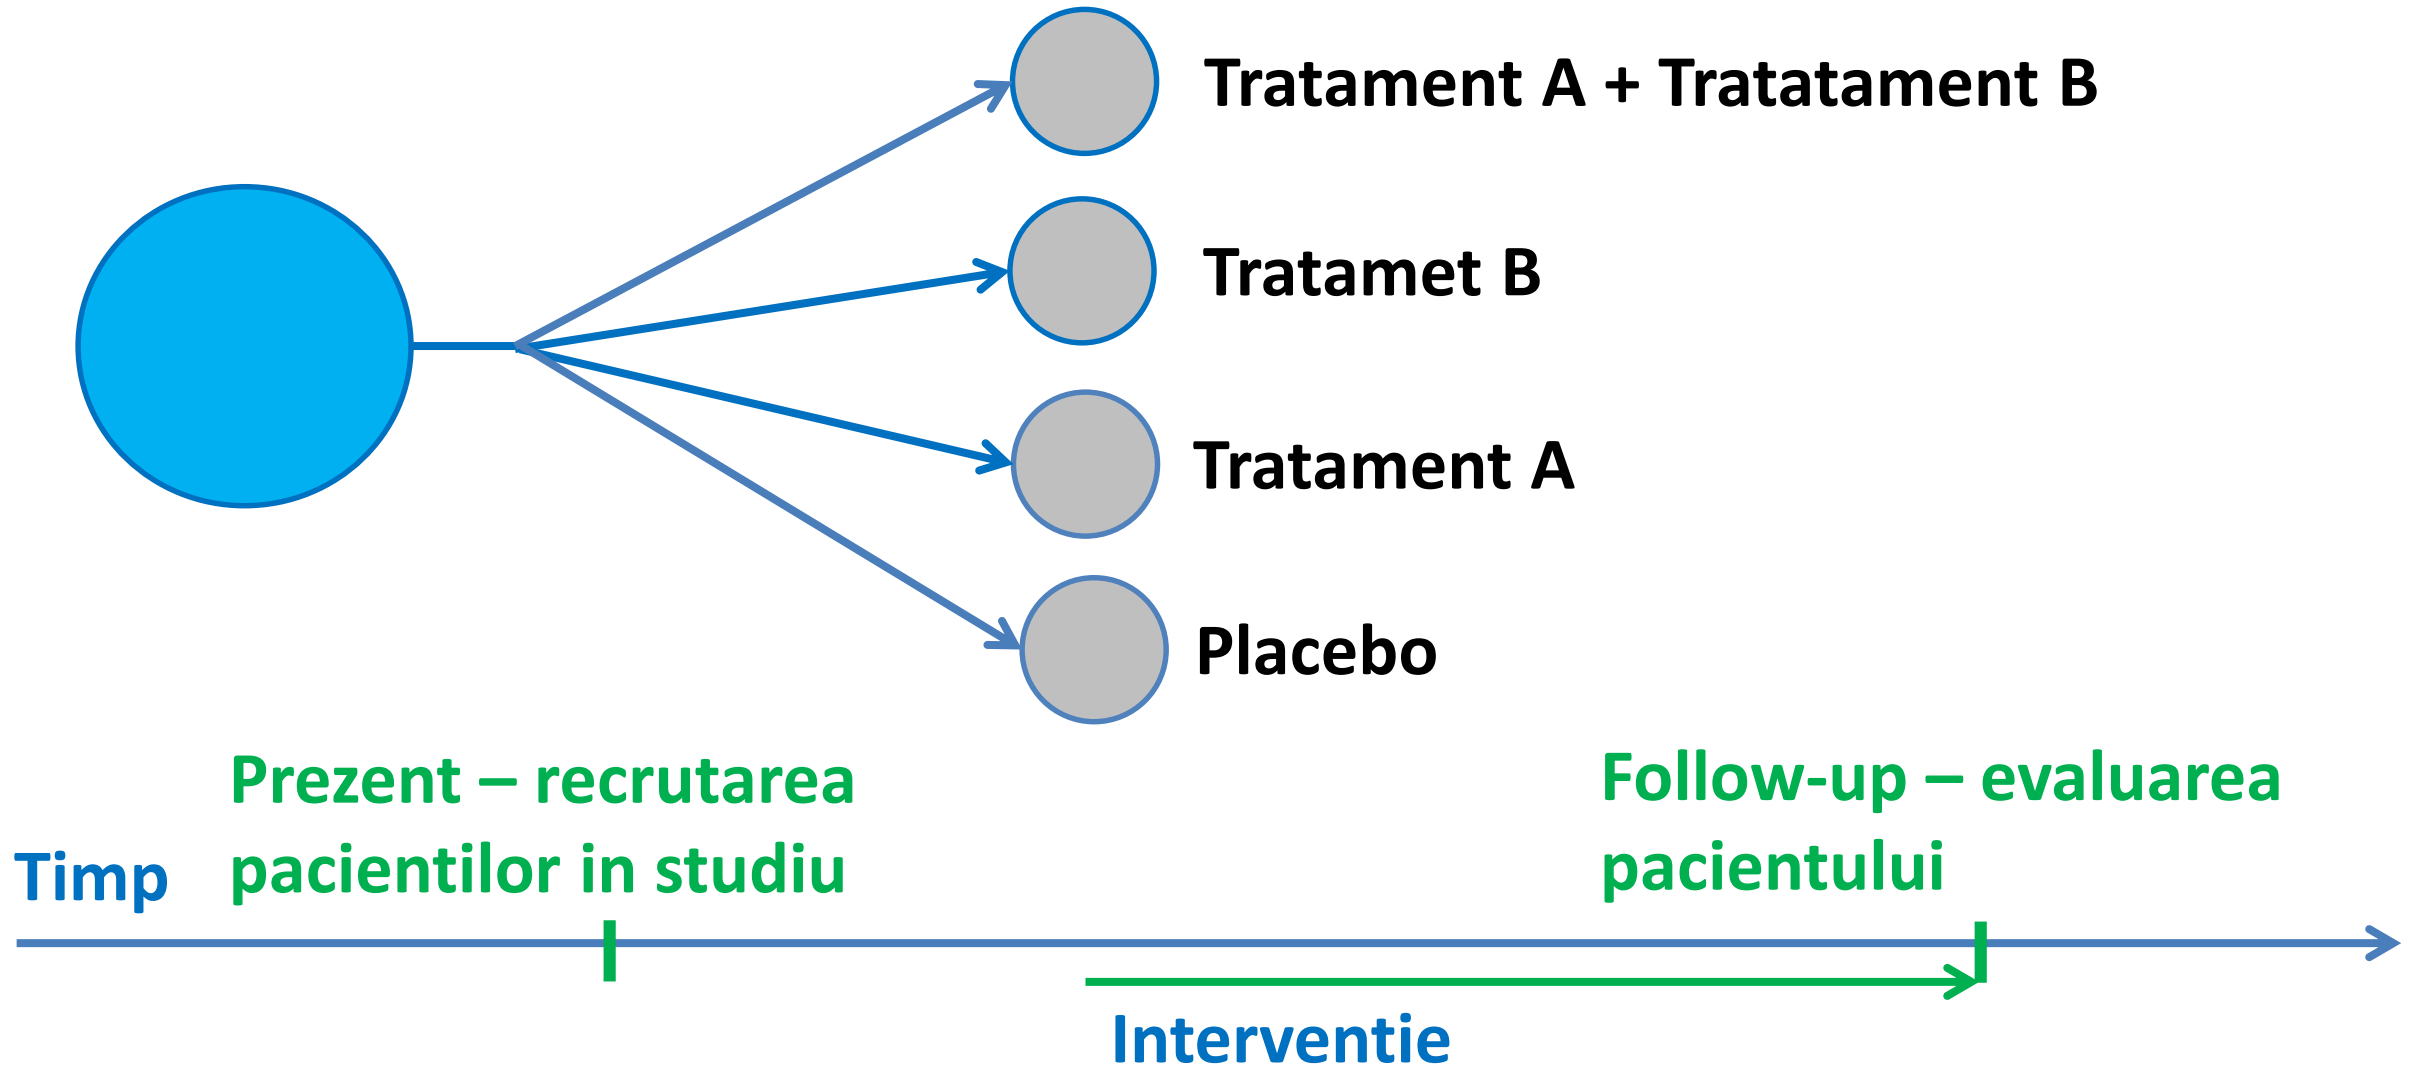 Tratament A + Tratatament B
Tratamet B
Tratament A
Placebo
Prezent – recrutarea
pacientilor in studiu
Follow-up – evaluarea
pacientului
Timp
Interventie